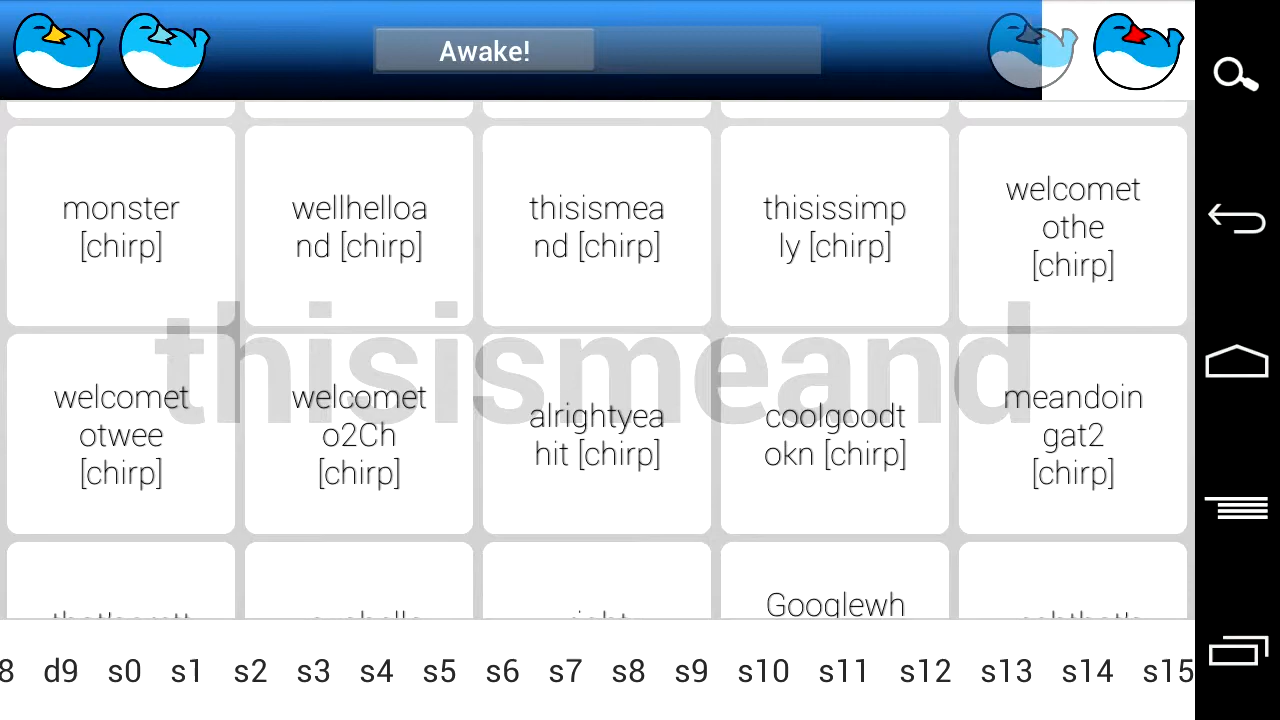 Awake!
monster
[chirp]
wellhelloa
nd [chirp]
thisismea
nd [chirp]
thisissimp
ly [chirp]
welcomet
othe
[chirp]
thisismeand
welcomet
otwee
[chirp]
welcomet
o2Ch
[chirp]
alrightyea
hit [chirp]
coolgoodt
okn [chirp]
meandoin
gat2
[chirp]
Googlewh
8 d9 s0 s1 s2 s3 s4 s5 s6 s7 s8 s9 s10 s11 s12 s13 s14 s15